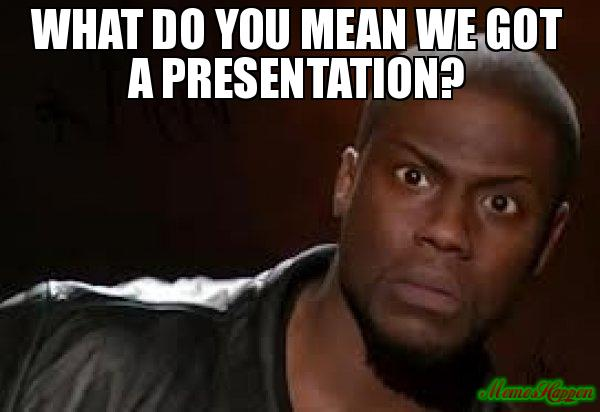 WHAT DO YOU MEAN WE GOT
A PRESENTATION?
MemesHappen